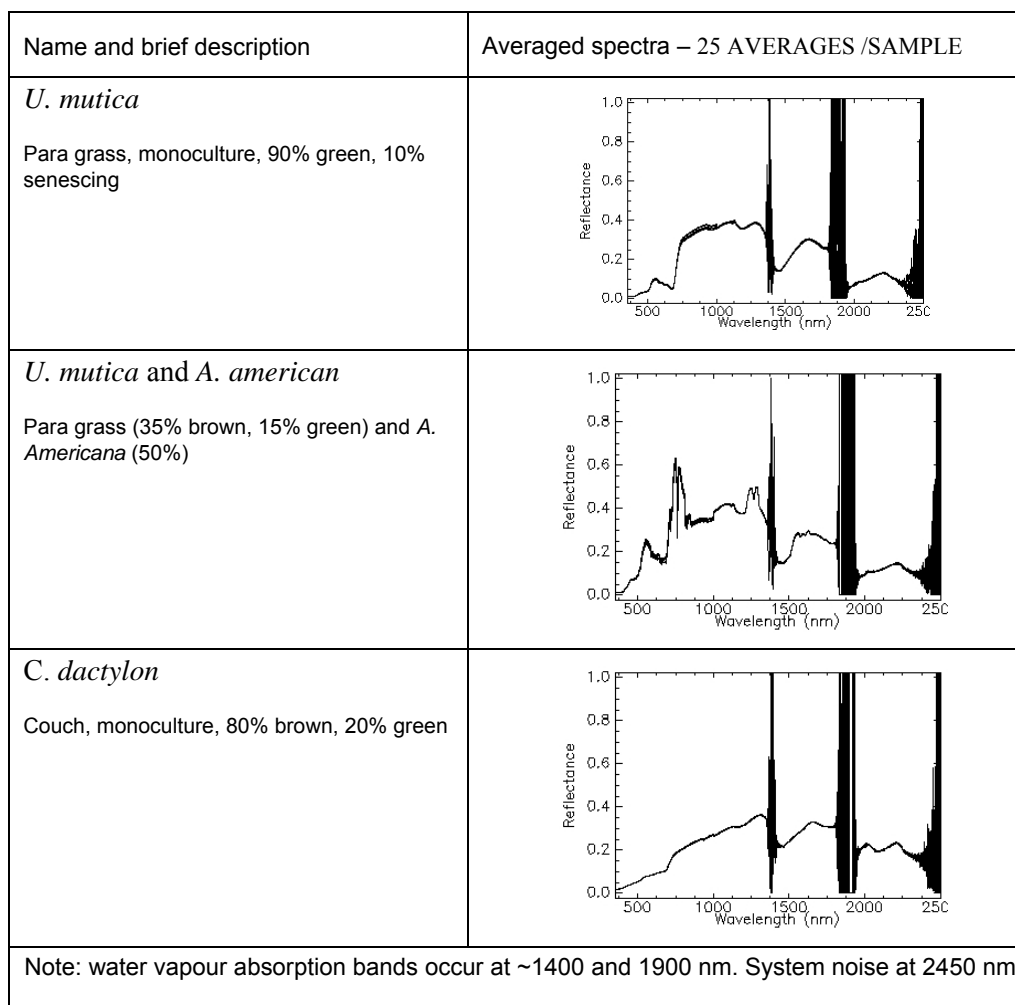 Name and brief description
Averaged spectra – 25 AVERAGES /SAMPLE
U. mutica
Para grass, monoculture, 90% green, 10%
senescing
1.0
0.8
0.6
0.4
0.2
0.0
Reflectance
500 1000 1500 2000 250
Wavelength (nm)
U. mutica and A. american
Para grass (35% brown, 15% green) and A.
Americana (50%)
1.0
0.8
0.6
0.4
0.2
0.0
Reflectance
500 1000 1500 2000 250
Wavelength (nm)
C. dactylon
Couch, monoculture, 80% brown, 20% green
1.0
0.8
0.6
0.4
0.2
0.0
Reflectance
500 1000 1500 2000 250
Wavelength (nm)
Note: water vapour absorption bands occur at ~1400 and 1900 nm. System noise at 2450 nm